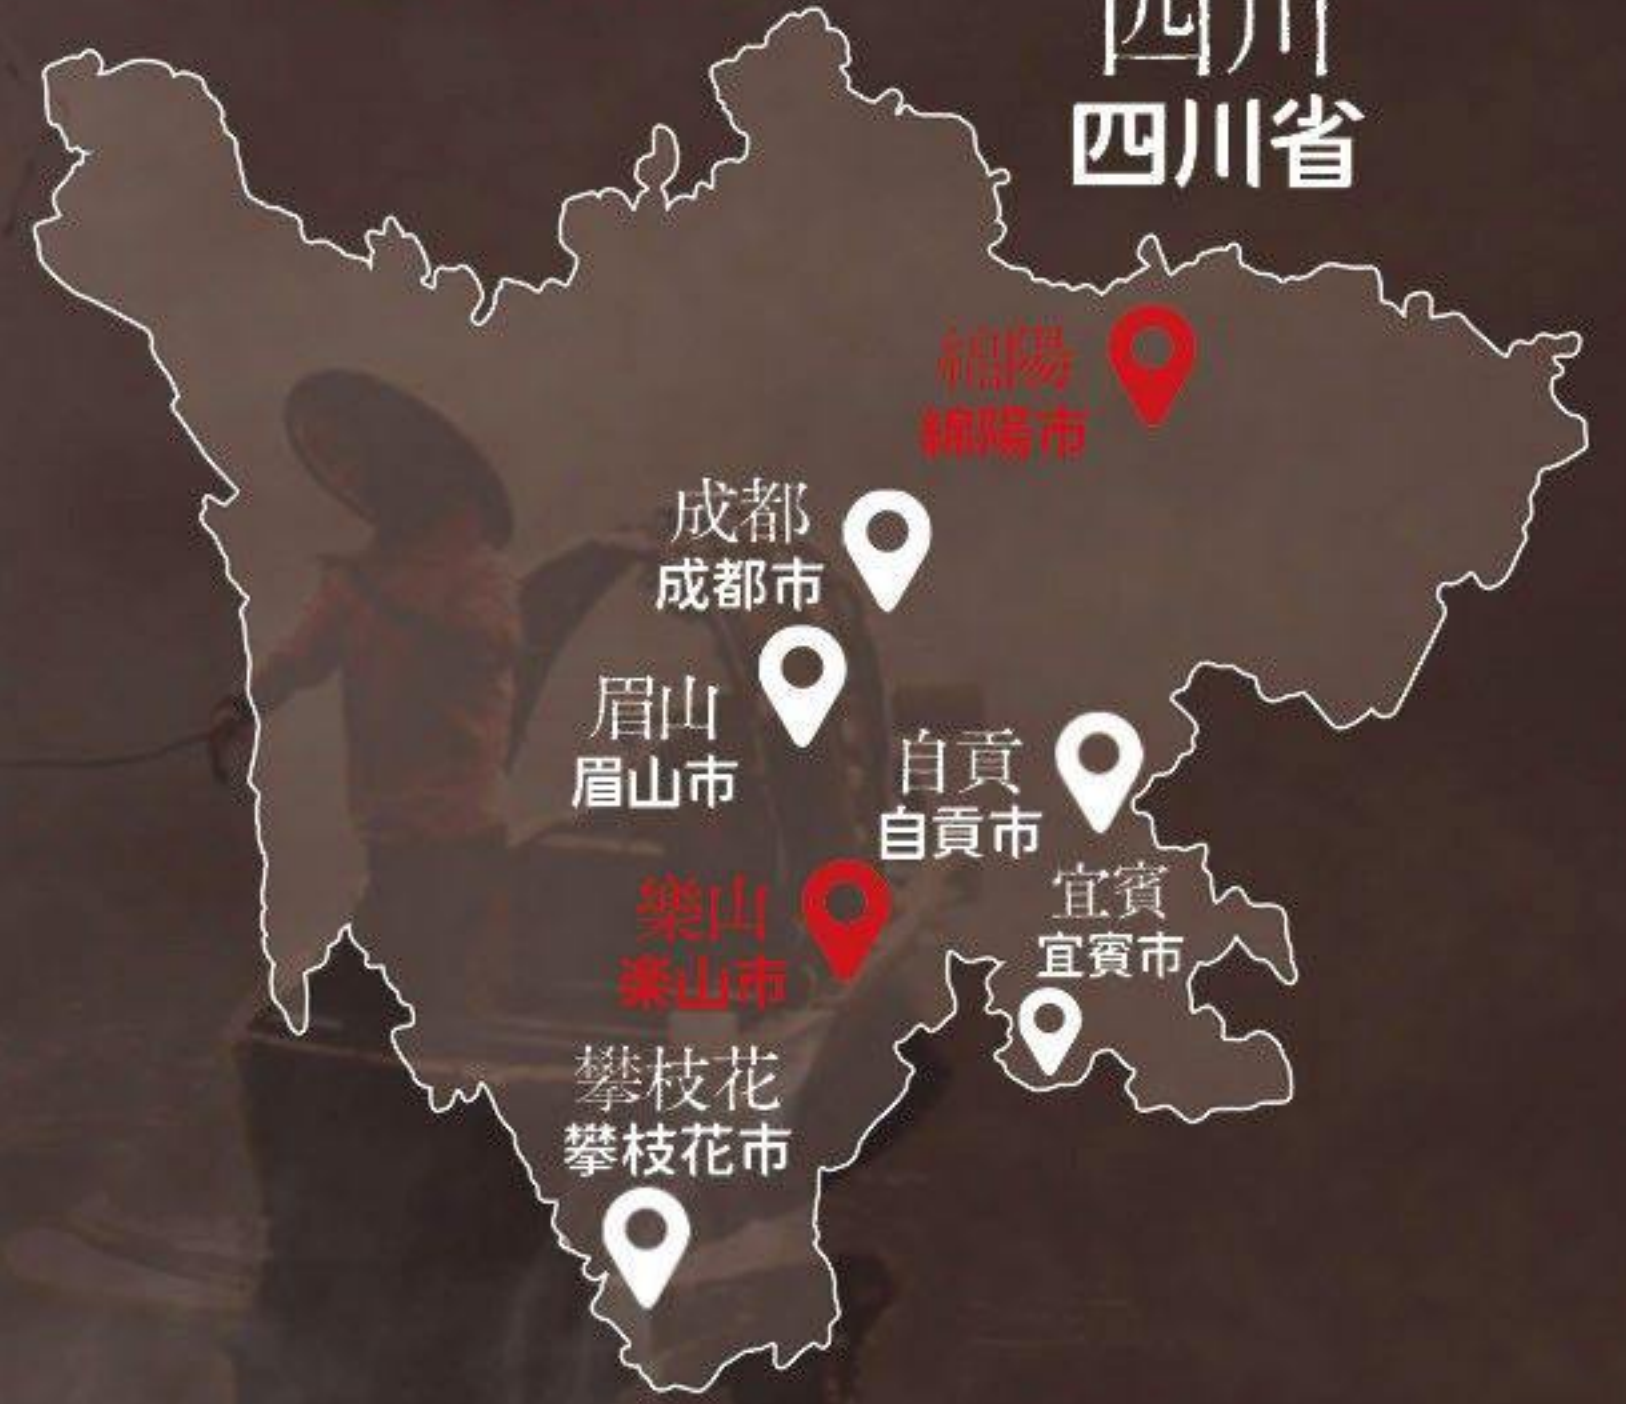 四川
四川省
綿陽
綿陽市
成都
成都市
眉山
眉山市
自貢
自貢市
宜賓
宜賓市
樂山
楽山市
攀枝花
攀枝花市